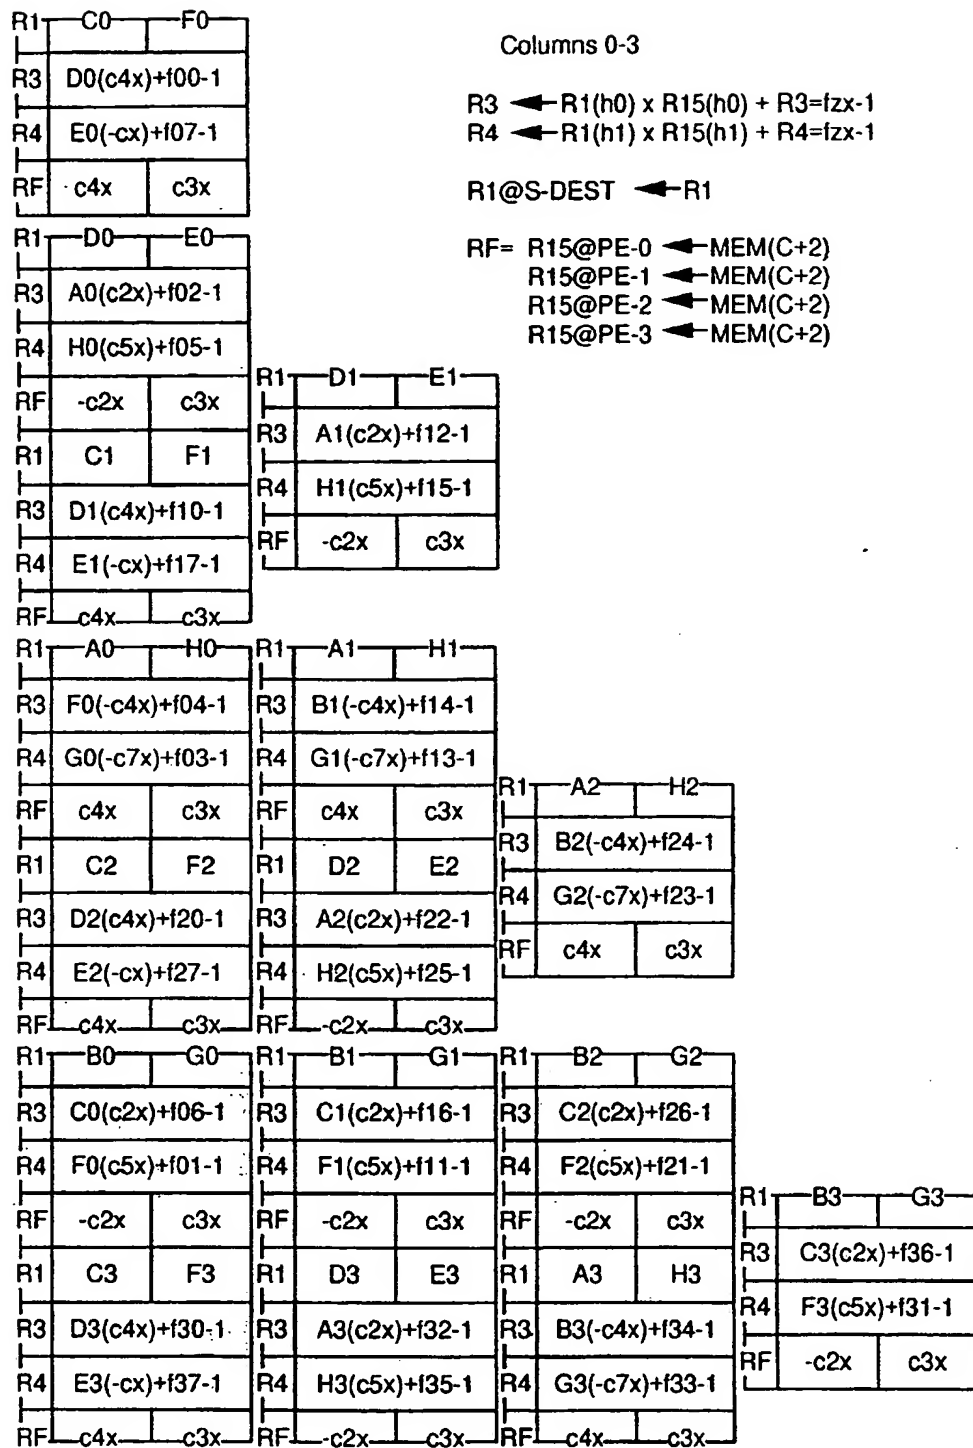 R1 C0 F0
Columns 0-3
R3 D0(c4x)+f00-1
R3 ◄ R1(h0) x R15(h0) + R3=fzx-1
R4 E0(-cx)+f07-1
R4 ◄ R1(h1) x R15(h1) + R4=fzx-1
RF c4x c3x
R1@S-DEST ◄ R1
R1 D0 E0
RF= R15@PE-0 ◄ MEM(C+2)
R3 A0(c2x)+f02-1
R15@PE-1 ◄ MEM(C+2)
R15@PE-2 ◄ MEM(C+2)
R4 H0(c5x)+f05-1
R15@PE-3 ◄ MEM(C+2)
RF -c2x c3x
R1 D1 E1
R1 C1 F1
R3 A1(c2x)+f12-1
R3 D1(c4x)+f10-1
R4 H1(c5x)+f15-1
R4 E1(-cx)+f17-1
RF -c2x c3x
RF c4x c3x
R1 A0 H0 R1 A1 H1
R3 F0(-c4x)+f04-1 R3 B1(-c4x)+f14-1
R4 G0(-c7x)+f03-1 R4 G1(-c7x)+f13-1
RF c4x c3x RF c4x c3x R1 A2 H2
R1 C2 F2 R1 D2 E2 R3 B2(-c4x)+f24-1
R3 D2(c4x)+f20-1 R3 A2(c2x)+f22-1 R4 G2(-c7x)+f23-1
R4 E2(-cx)+f27-1 R4 H2(c5x)+f25-1 RF c4x c3x
RF c4x c3x RF -c2x c3x
R1 B0 G0 R1 B1 G1 R1 B2 G2
R3 C0(c2x)+f06-1 R3 C1(c2x)+f16-1 R3 C2(c2x)+f26-1
R4 F0(c5x)+f01-1 R4 F1(c5x)+f11-1 R4 F2(c5x)+f21-1
RF -c2x c3x RF -c2x c3x RF -c2x c3x R1 B3 G3
R1 C3 F3 R1 D3 E3 R1 A3 H3 R3 C3(c2x)+f36-1
R3 D3(c4x)+f30-1 R3 A3(c2x)+f32-1 R3 B3(-c4x)+f34-1 R4 F3(c5x)+f31-1
R4 E3(-cx)+f37-1 R4 H3(c5x)+f35-1 R4 G3(-c7x)+f33-1 RF -c2x c3x
RF c4x c3x RF -c2x c3x RF c4x c3x